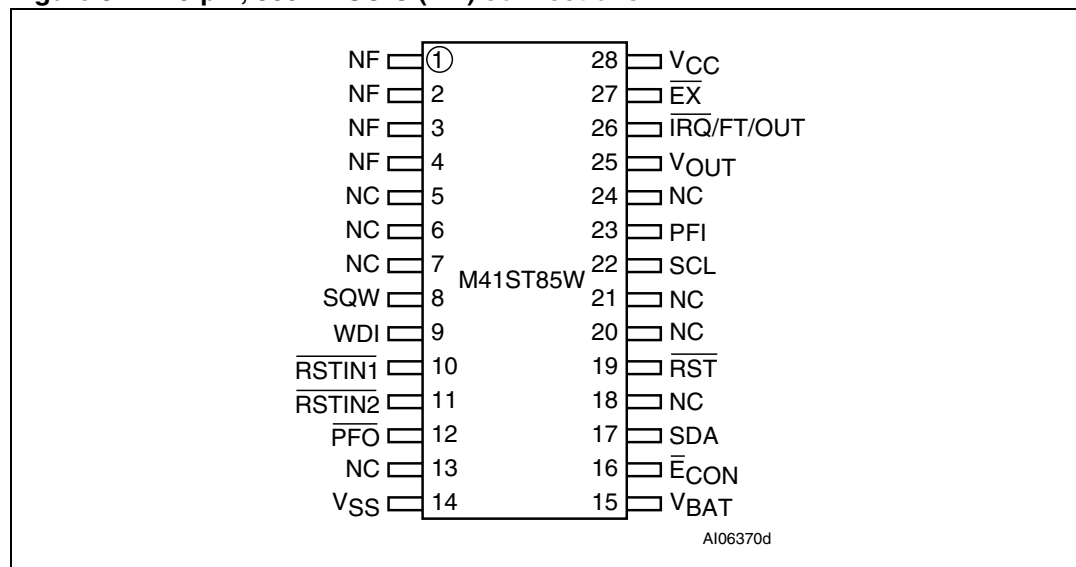 NF 1 28 VCC
NF 2 27 EX
NF 3 26 IRQ/FT/OUT
NF 4 25 VOUT
NC 5 24 NC
NC 6 23 PFI
NC 7 22 SCL
M41ST85W
SQW 8 21 NC
WDI 9 20 NC
RSTIN1 10 19 RST
RSTIN2 11 18 NC
PFO 12 17 SDA
NC 13 16 ECON
VSS 14 15 VBAT
AI06370d